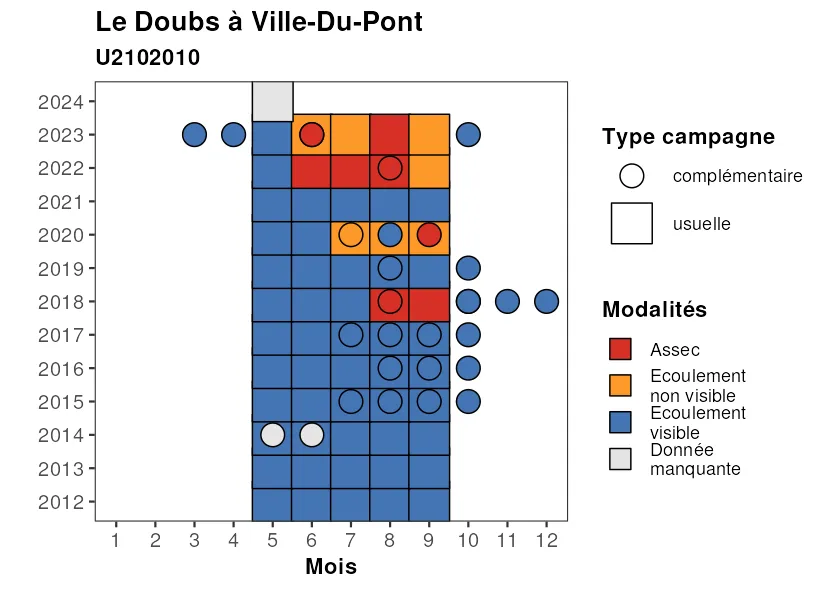 Le Doubs à Ville-Du-Pont
U2102010
2024
2023
2022
2021
2020
2019
2018
2017
2016
2015
2014
2013
2012
1 2 3 4 5 6 7 8 9 10 11 12
Mois
Type campagne
complémentaire
usuelle
Modalités
Assec
Ecoulement
non visible
Ecoulement
visible
Donnée
manquante